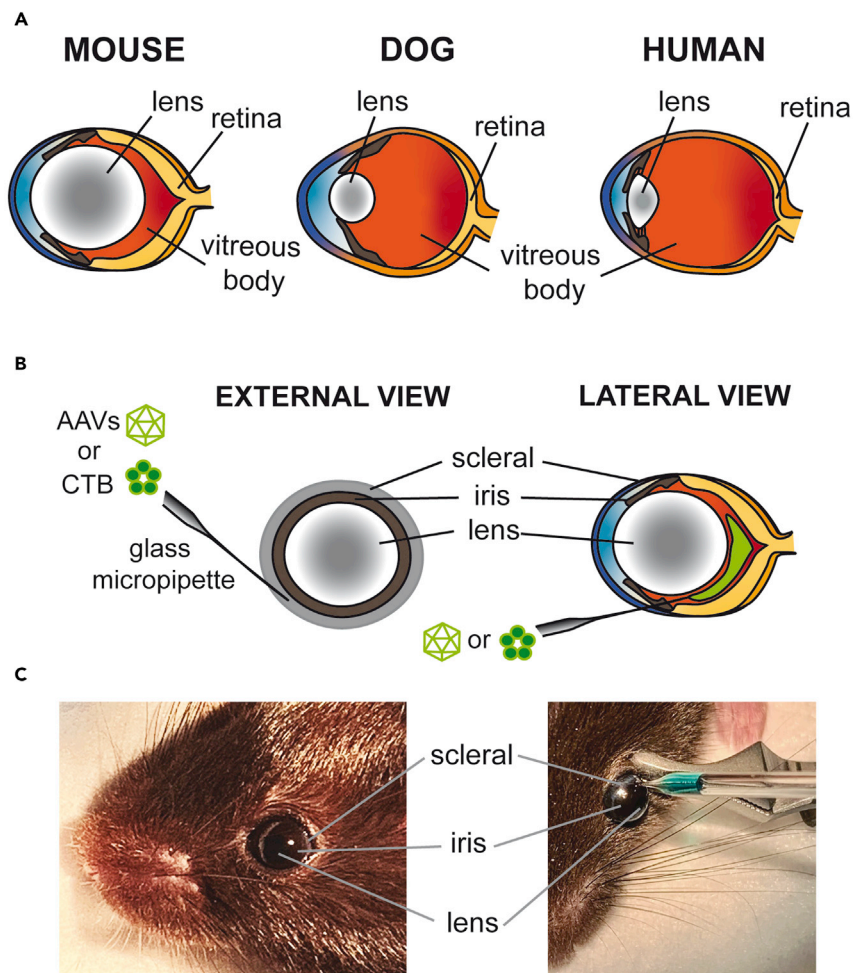 A
MOUSE
DOG
HUMAN
lens
retina
vitreous
body
lens
retina
vitreous
body
lens
retina
B
EXTERNAL VIEW
LATERAL VIEW
AAVs
or
CTB
glass
micropipette
scleral
iris
lens
or
C
scleral
iris
lens